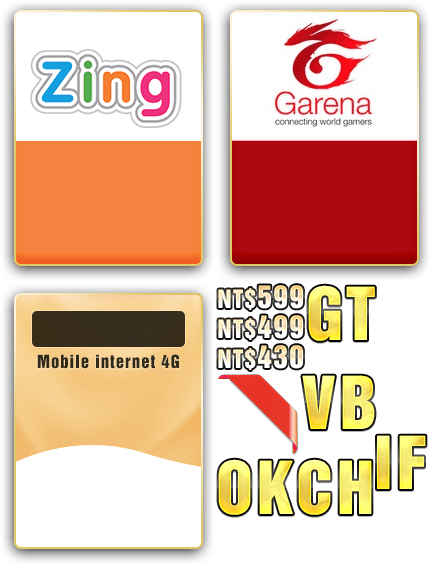 Zing
Garena
connecting world gamers
Mobile internet 4G
NT$599
NT$499
NT$430
GT
VB
IF
OKCH